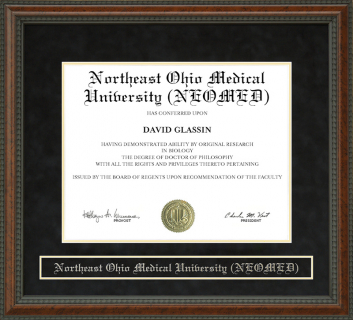 Northeast Ohio Medical
University (NEOMED)
HAS CONFERRED UPON
DAVID GLASSIN
HAVING DEMONSTRATED ABILITY BY ORIGINAL RESEARCH
IN BIOLOGY
THE DEGREE OF DOCTOR OF PHILOSOPHY
WITH ALL THE RIGHTS AND PRIVILEGES THERETO PERTAINING
ISSUED BY THE BOARD OF REGENTS UPON RECOMMENDATION OF THE FACULTY
PROVOST
PRESIDENT
Northeast Ohio Medical University (NEOMED)